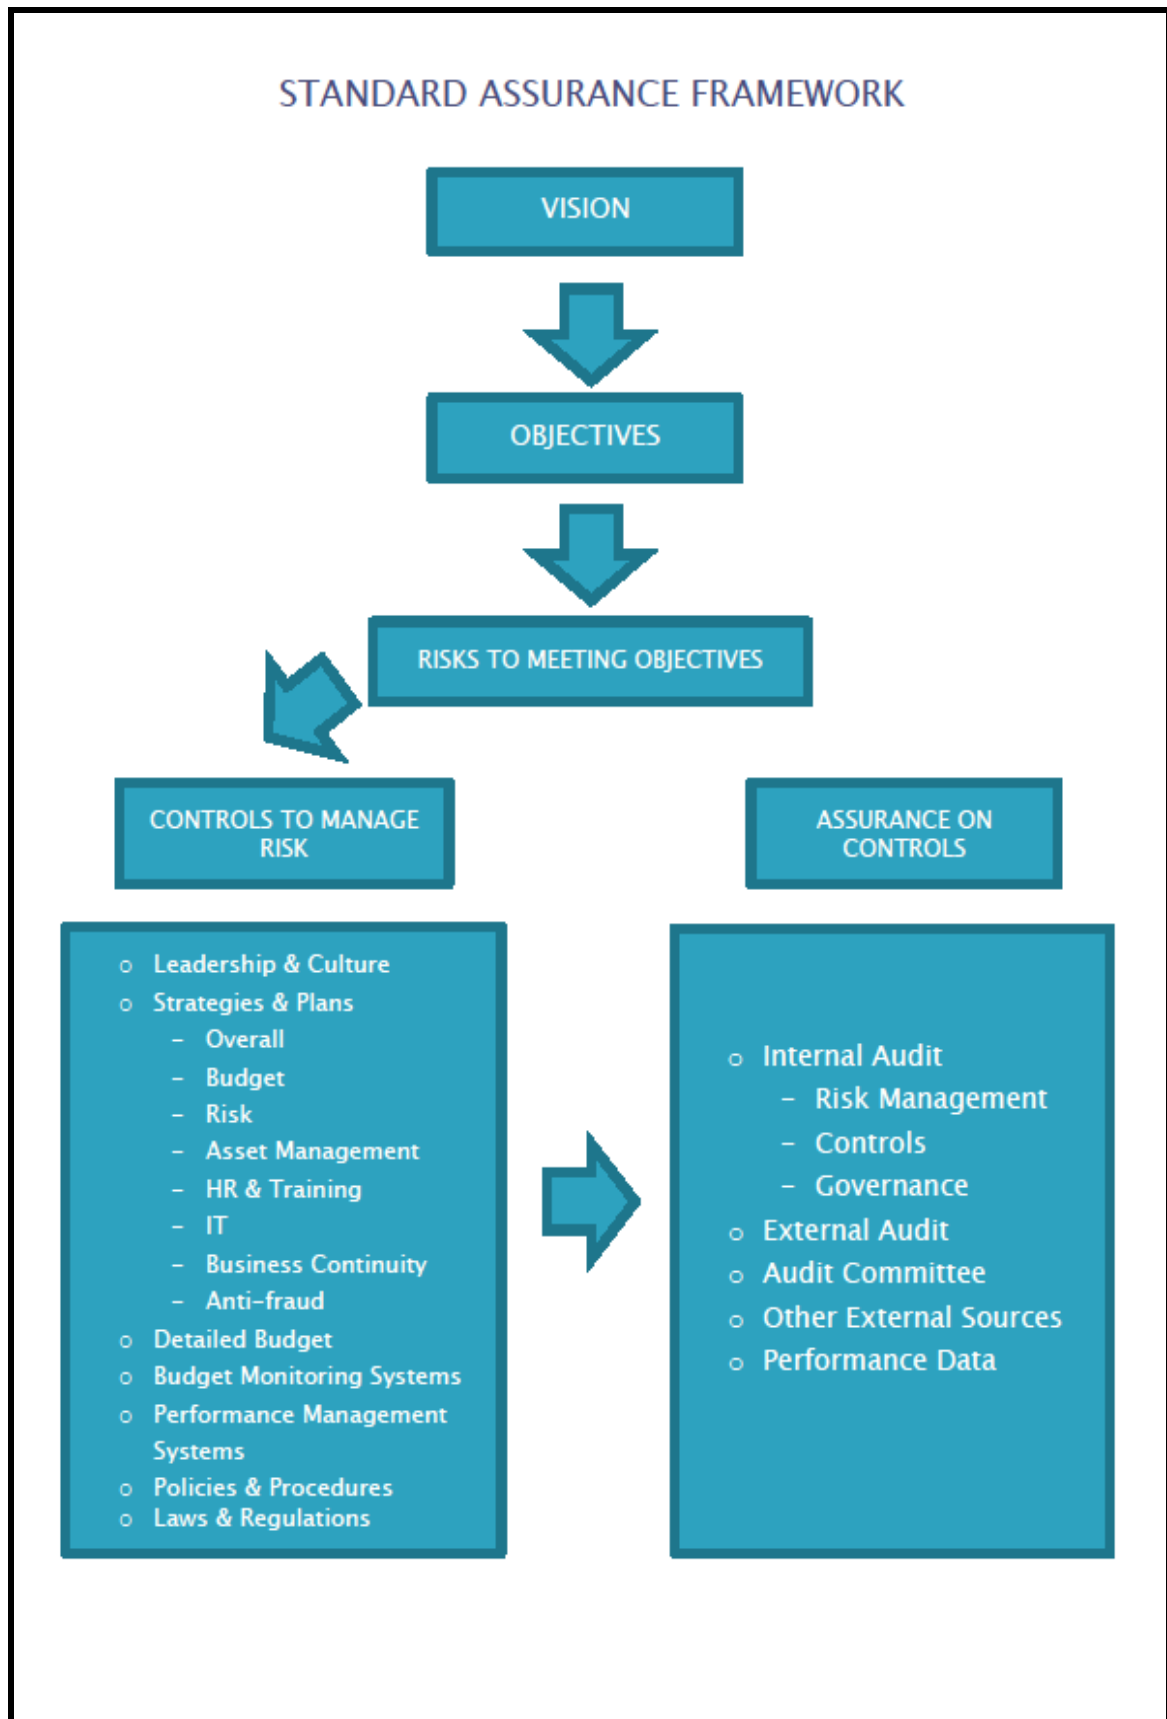 STANDARD ASSURANCE FRAMEWORK
VISION
OBJECTIVES
RISKS TO MEETING OBJECTIVES
CONTROLS TO MANAGE
RISK
o Leadership & Culture
o Strategies & Plans
– Overall
– Budget
– Risk
– Asset Management
– HR & Training
– IT
– Business Continuity
– Anti-fraud
o Detailed Budget
o Budget Monitoring Systems
o Performance Management
Systems
o Policies & Procedures
o Laws & Regulations
ASSURANCE ON
CONTROLS
o Internal Audit
– Risk Management
– Controls
– Governance
o External Audit
o Audit Committee
o Other External Sources
o Performance Data